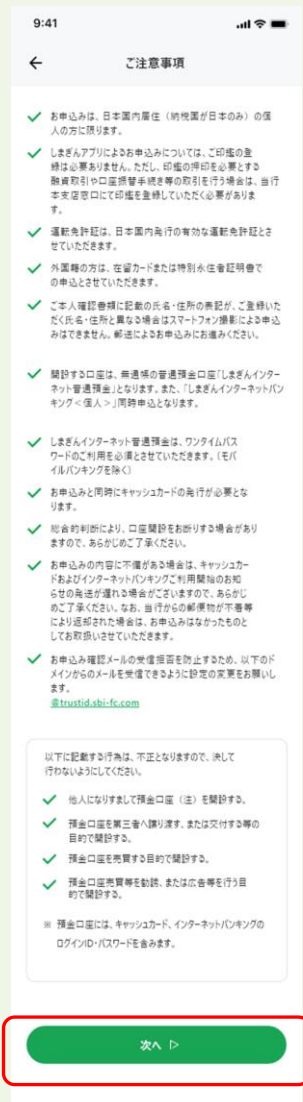 9:41
ご注意事項
お申込みは、日本国内居住（納税国が日本のみ）の個
人の方に限ります。
しまぎんアプリによるお申込みについては、ご印鑑の登
録は必要ありません。ただし、印鑑の押印を必要とする
融資取引や口座振替手続き等の取引を行う場合は、当行
本支店窓口にて印鑑を登録していただく必要がありま
す。
運転免許証は、日本国内発行の有効な運転免許証とさ
せていただきます。
外国籍の方は、在留カードまたは特別永住者証明書で
の申込とさせていただきます。
ご本人確認書類に記載の氏名・住所の表記が、ご登録いた
だく氏名・住所と異なる場合はスマートフォン撮影による申込
みはできません。郵送によるお申込みにお進みください。
開設する口座は、無通帳の普通預金口座「しまぎんインター
ネット普通預金」となります。また、「しまぎんインターネットバン
キング＜個人＞」同時申込となります。
しまぎんインターネット普通預金は、ワンタイムパス
ワードのご利用を必須とさせていただきます。（モバ
イルバンキングを除く）
お申込みと同時にキャッシュカードの発行が必要とな
ります。
総合的判断により、口座開設をお断りする場合があり
ますので、あらかじめご了承ください。
お申込みの内容に不備がある場合は、キャッシュカー
ドおよびインターネットバンキングご利用開始のお知
らせの発送が遅れる場合がございますので、あらかじ
めご了承ください。なお、当行からの郵便物が不着等
により返却された場合は、お申込みはなかったものと
してお取扱いさせていただきます。
お申込み確認メールの受信拒否を防止するため、以下のド
メインからのメールを受信できるように設定の変更をお願いし
ます。
@trustid.sbi-fc.com
以下に記載する行為は、不正となりますので、決して
行わないようにしてください。
他人になりすまして預金口座（注）を開設する。
預金口座を第三者へ譲り渡す、または交付する等の
目的で開設する。
預金口座を売買する目的で開設する。
預金口座売買等を勧誘、または広告等を行う目
的で開設する。
※ 預金口座には、キャッシュカード、インターネットバンキングの
ログインID・パスワードを含みます。
次へ